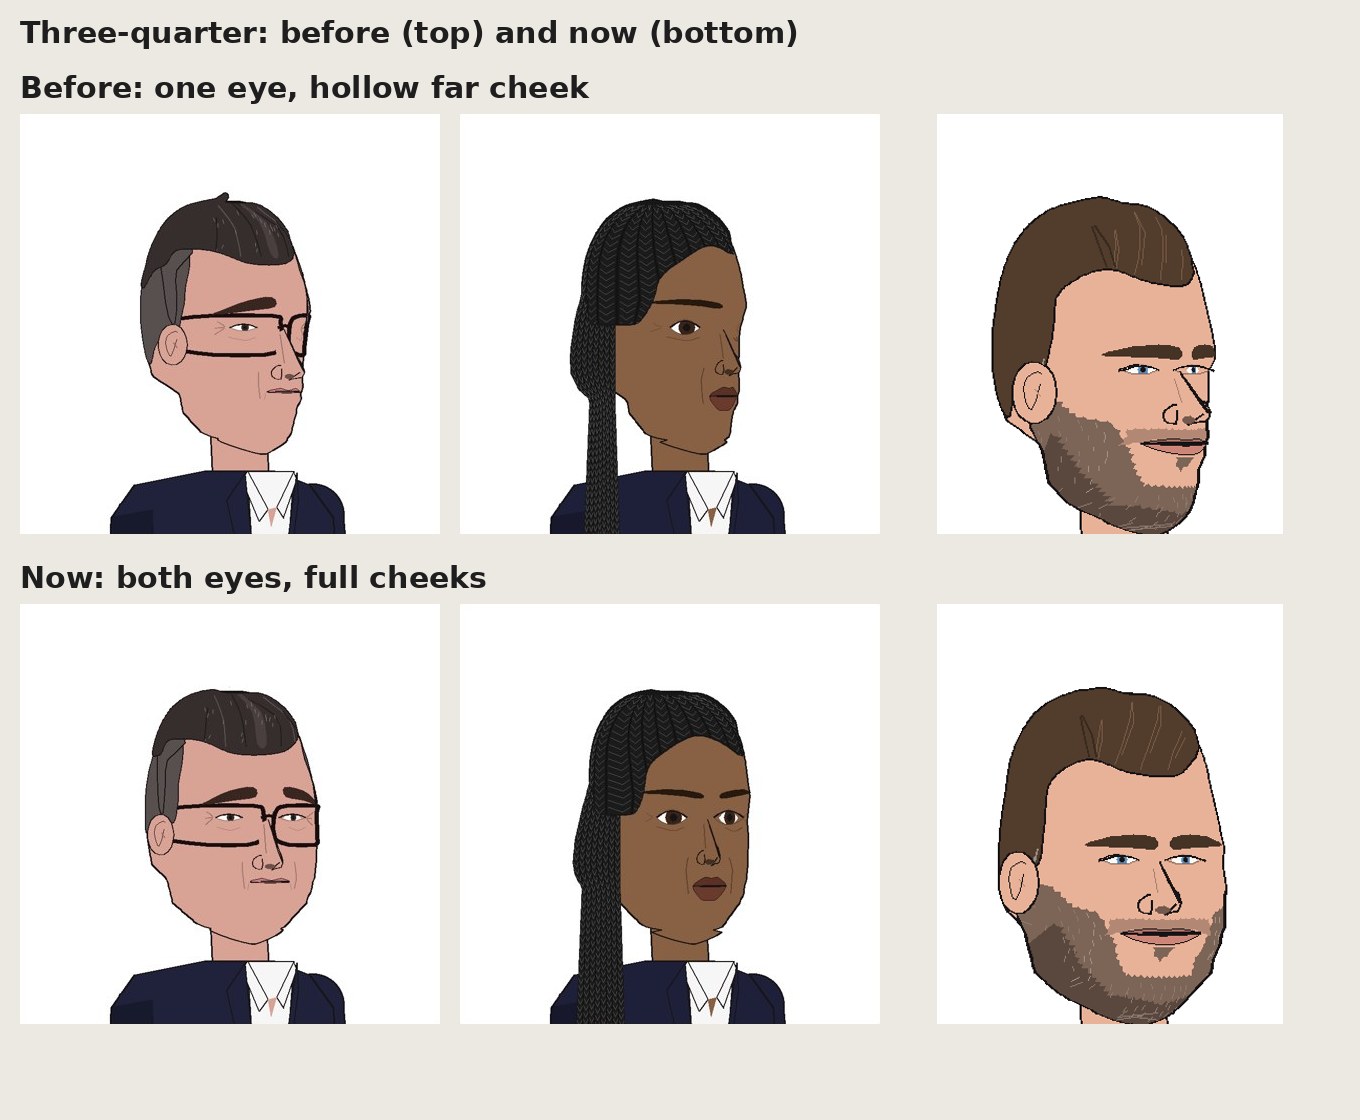 Three-quarter: before (top) and now (bottom)
Before: one eye, hollow far cheek
Now: both eyes, full cheeks